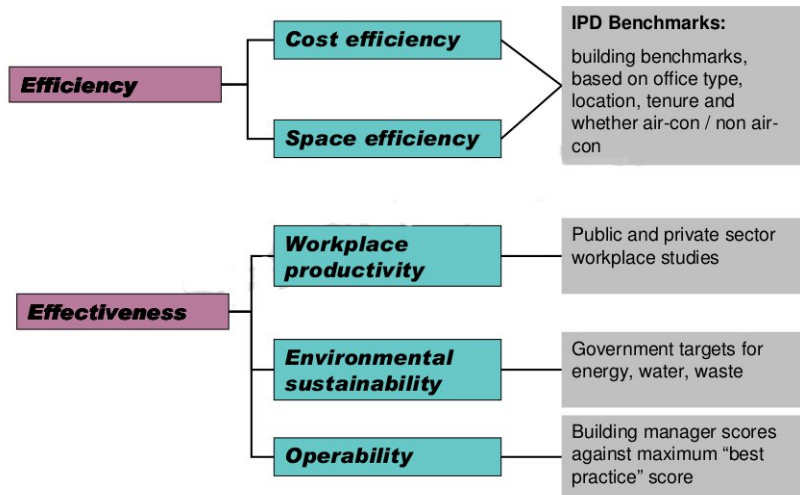 Cost efficiency
Efficiency
Space efficiency
IPD Benchmarks:
building benchmarks,
based on office type,
location, tenure and
whether air-con / non air-
con
Workplace
productivity
Public and private sector
workplace studies
Effectiveness
Environmental
sustainability
Government targets for
energy, water, waste
Operability
Building manager scores
against maximum “best
practice” score